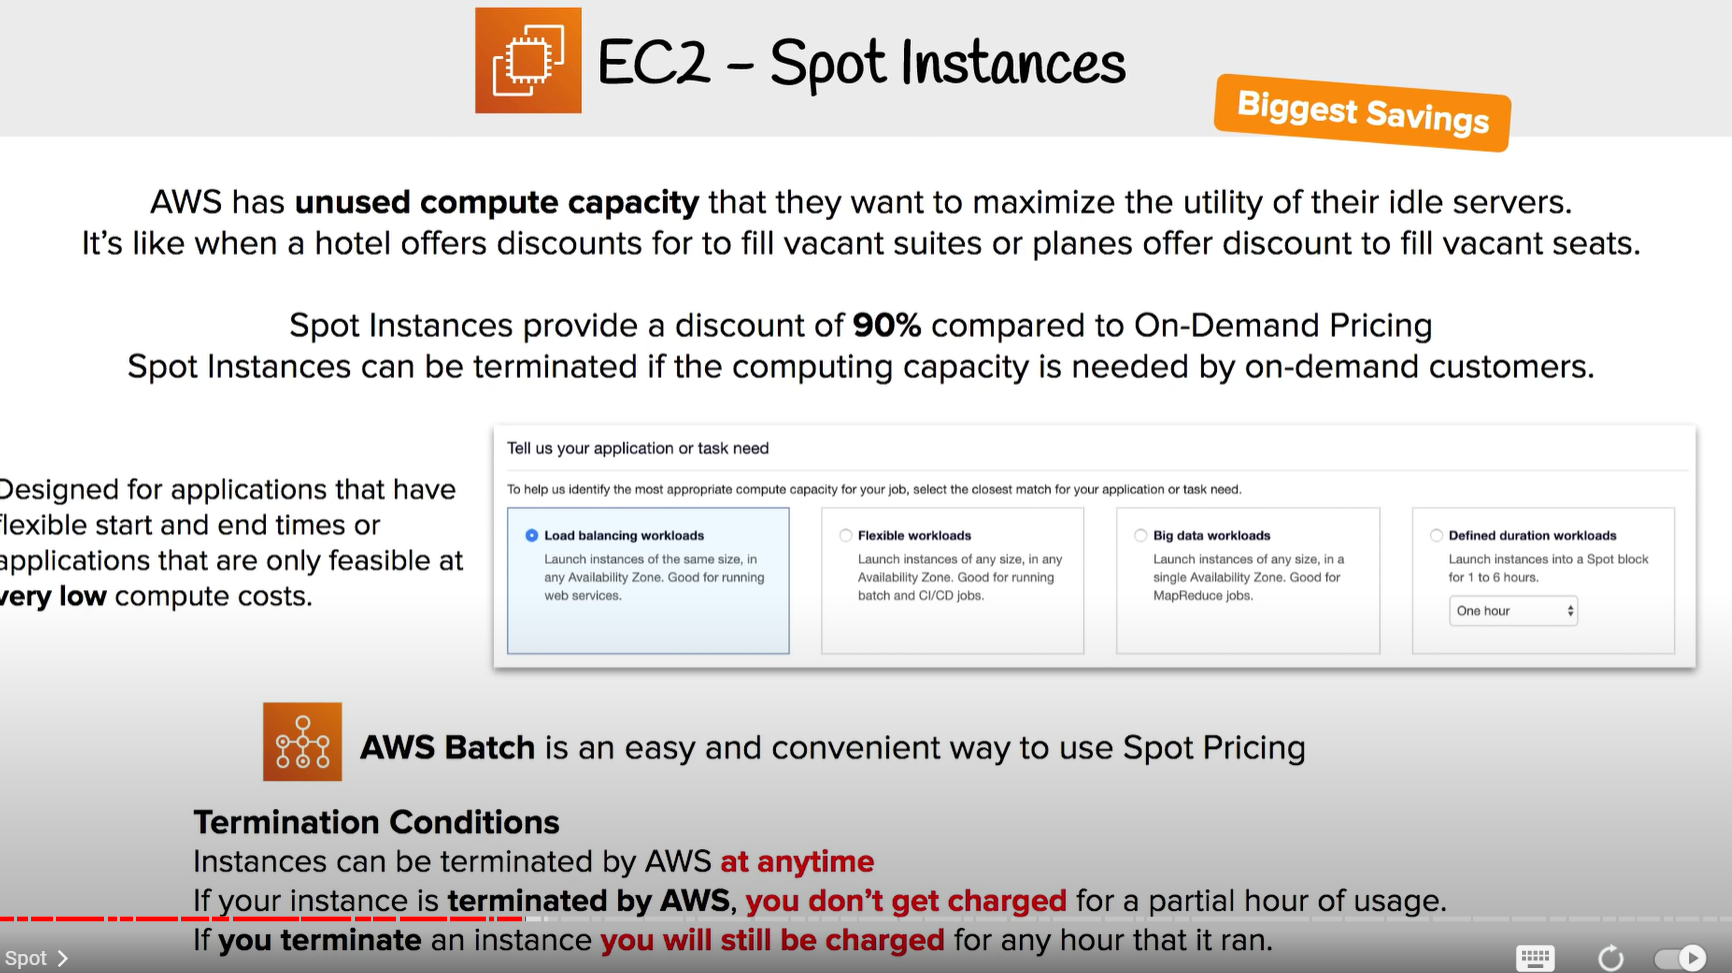 EC2 - Spot Instances
Biggest Savings
AWS has unused compute capacity that they want to maximize the utility of their idle servers.
It's like when a hotel offers discounts for to fill vacant suites or planes offer discount to fill vacant seats.
Spot Instances provide a discount of 90% compared to On-Demand Pricing
Spot Instances can be terminated if the computing capacity is needed by on-demand customers.
Designed for applications that have
flexible start and end times or
applications that are only feasible at
very low compute costs.
Tell us your application or task need
To help us identify the most appropriate compute capacity for your job, select the closest match for your application or task need.
Load balancing workloads
Launch instances of the same size, in
any Availability Zone. Good for running
web services.
Flexible workloads
Launch instances of any size, in any
Availability Zone. Good for running
batch and CI/CD jobs.
Big data workloads
Launch instances of any size, in a
single Availability Zone. Good for
MapReduce jobs.
Defined duration workloads
Launch instances into a Spot block
for 1 to 6 hours.
One hour
AWS Batch is an easy and convenient way to use Spot Pricing
Termination Conditions
Instances can be terminated by AWS at anytime
If your instance is terminated by AWS, you don't get charged for a partial hour of usage.
If you terminate an instance you will still be charged for any hour that it ran.
Spot